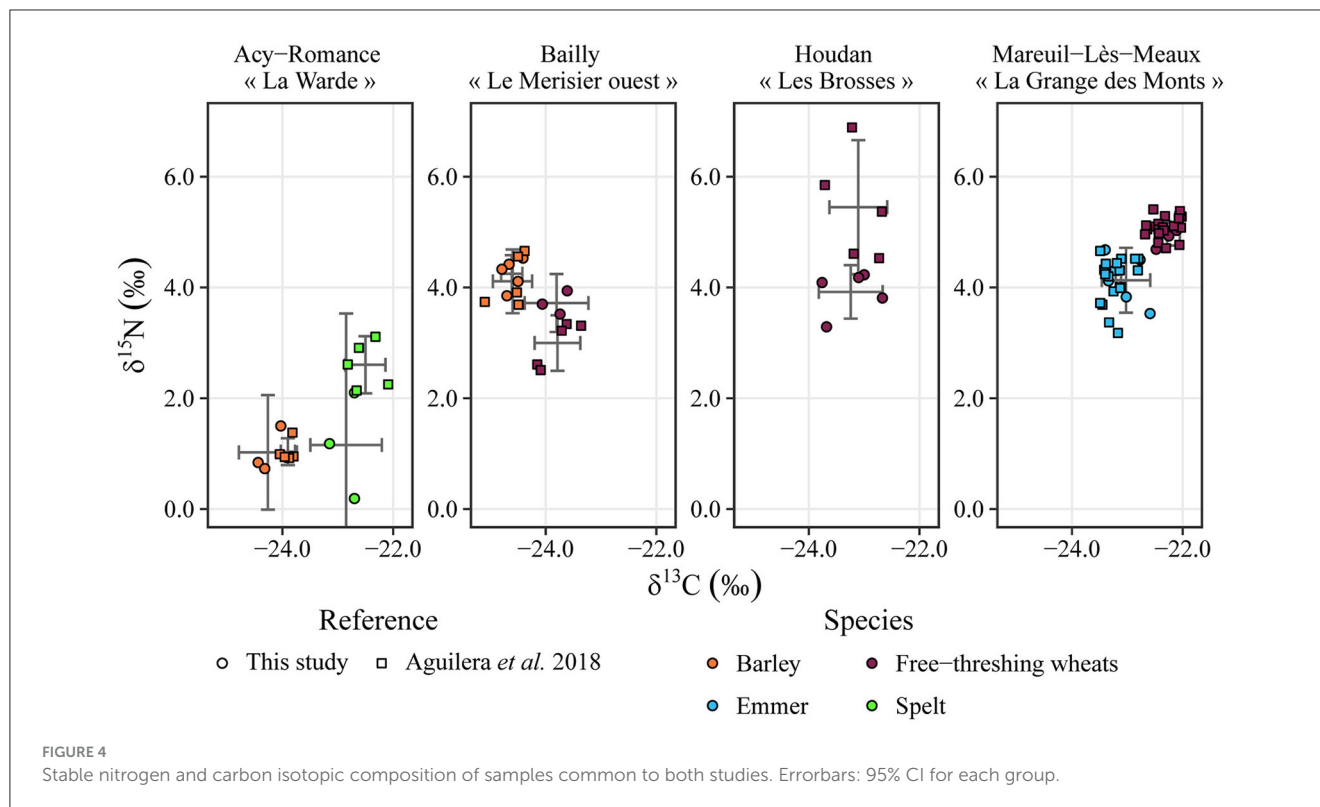 Acy−Romance
« La Warde »
Bailly
« Le Merisier ouest »
Houdan
« Les Brosses »
Mareuil−Lès−Meaux
« La Grange des Monts »
δ15N (‰)
6.0
4.0
2.0
0.0
6.0
4.0
2.0
0.0
6.0
4.0
2.0
0.0
6.0
4.0
2.0
0.0
−24.0 −22.0 −24.0 −22.0 −24.0 −22.0 −24.0 −22.0
δ13C (‰)
Reference
This study Aguilera et al. 2018
Species
Barley Free−threshing wheats
Emmer Spelt
FIGURE 4
Stable nitrogen and carbon isotopic composition of samples common to both studies. Errorbars: 95% CI for each group.